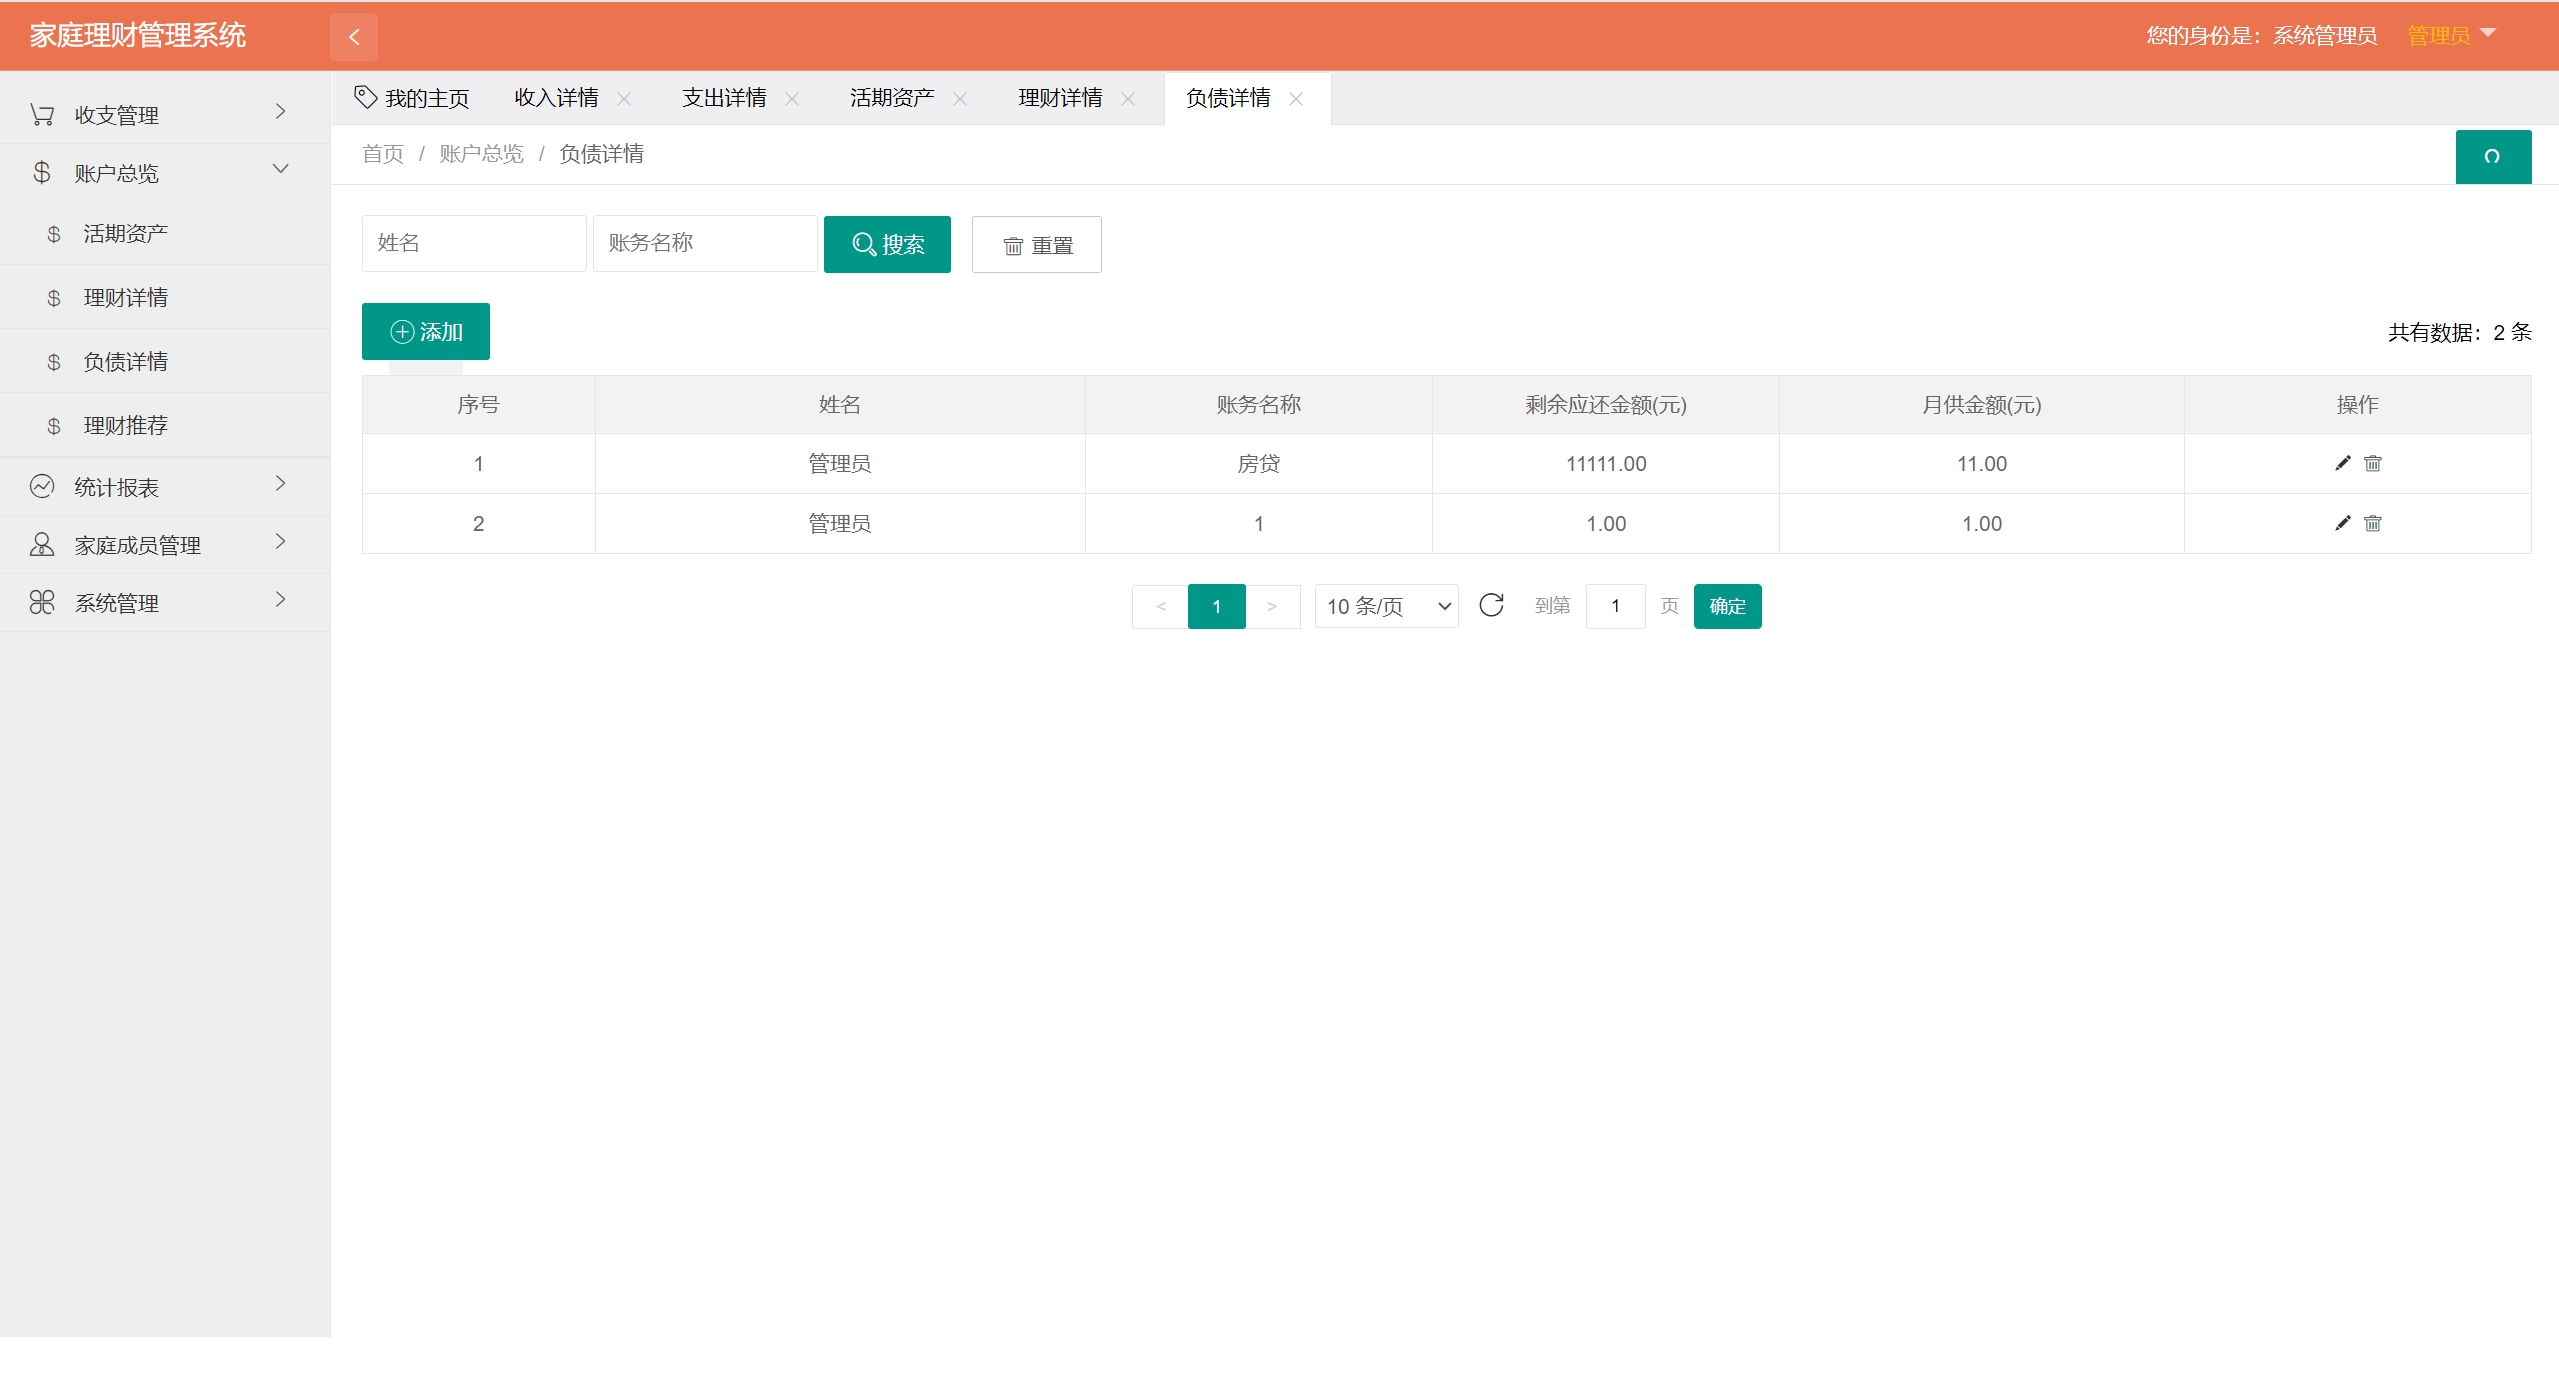 家庭理财管理系统
您的身份是：系统管理员 管理员
收支管理
账户总览
活期资产
理财详情
负债详情
理财推荐
统计报表
家庭成员管理
系统管理
我的主页 收入详情 支出详情 活期资产 理财详情 负债详情
首页 / 账户总览 / 负债详情
姓名 账务名称 搜索 重置
添加 共有数据：2 条
序号 姓名 账务名称 剩余应还金额(元) 月供金额(元) 操作
1 管理员 房贷 11111.00 11.00
2 管理员 1 1.00 1.00
< 1 > 10 条/页 到第 1 页 确定